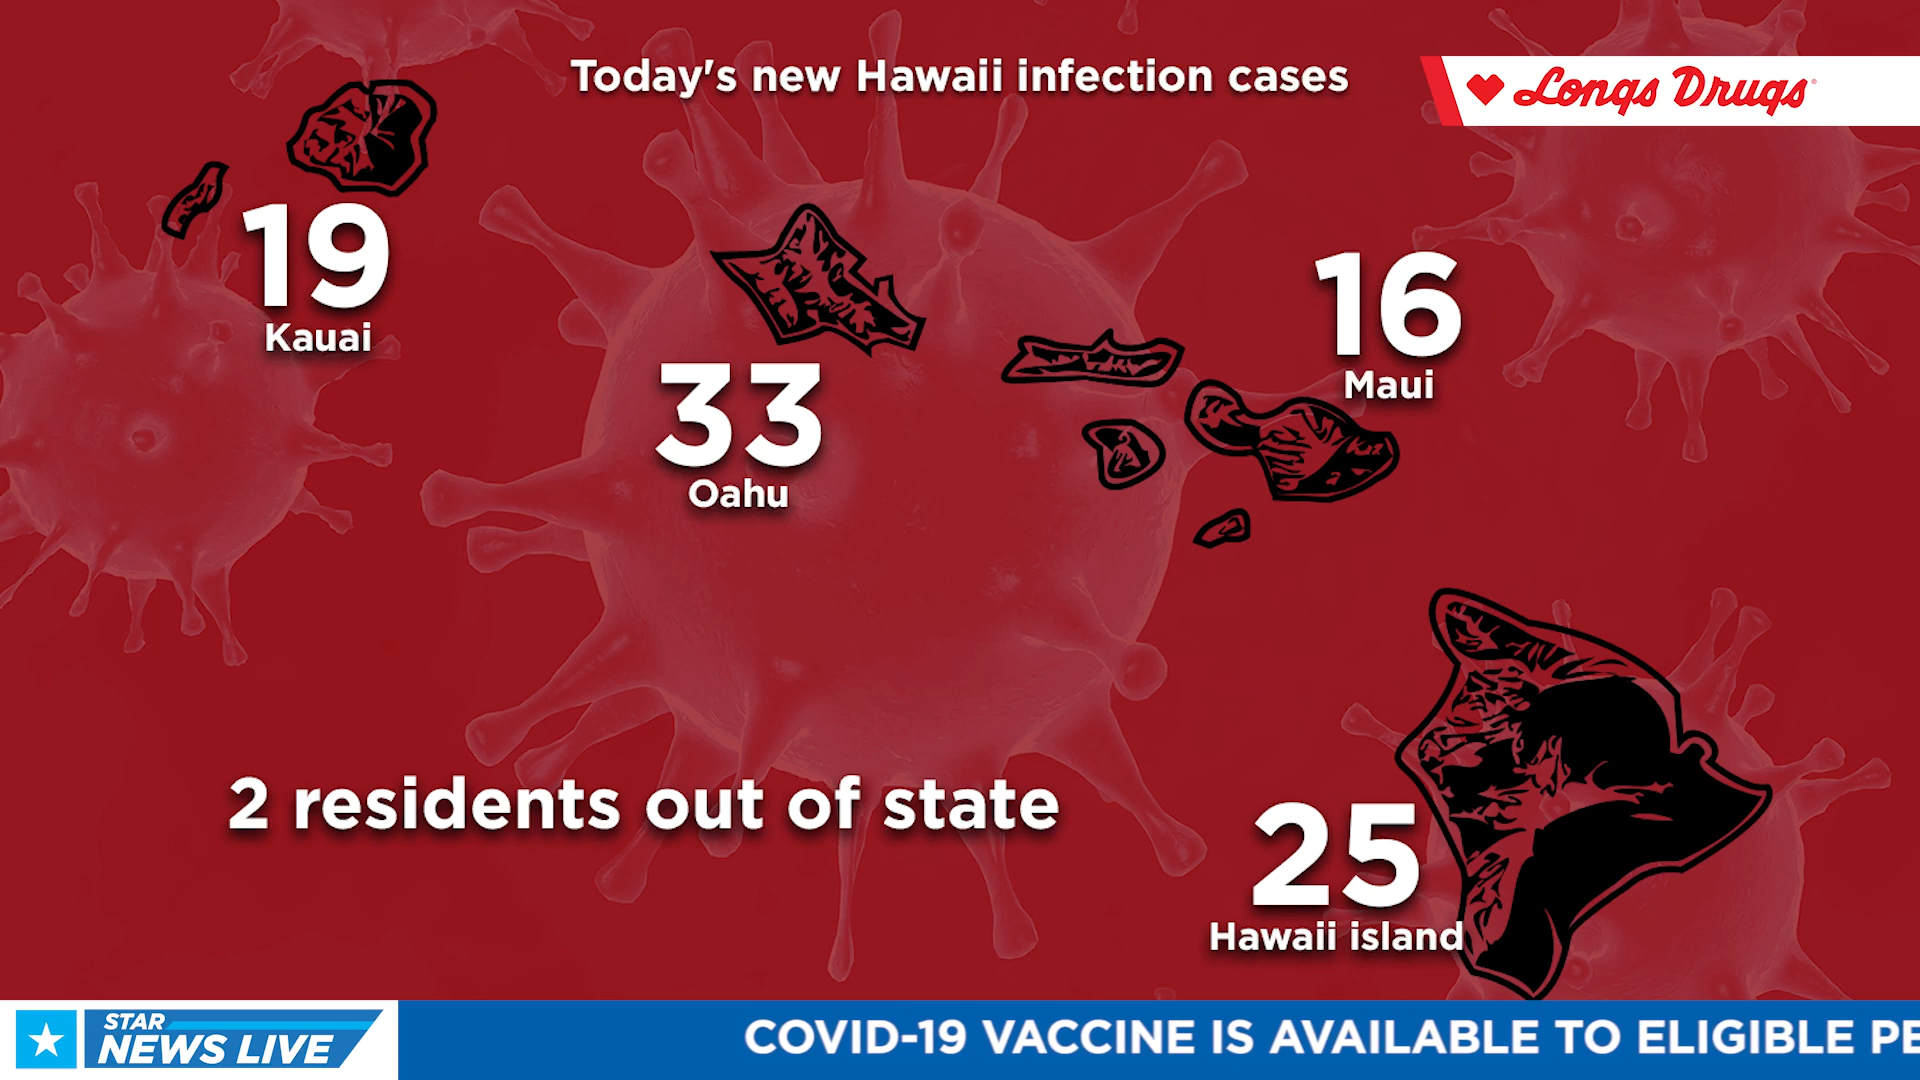 Today's new Hawaii infection cases
Longs Drugs
19
Kauai
33
Oahu
16
Maui
2 residents out of state
25
Hawaii island
STAR
NEWS LIVE
COVID-19 VACCINE IS AVAILABLE TO ELIGIBLE PE